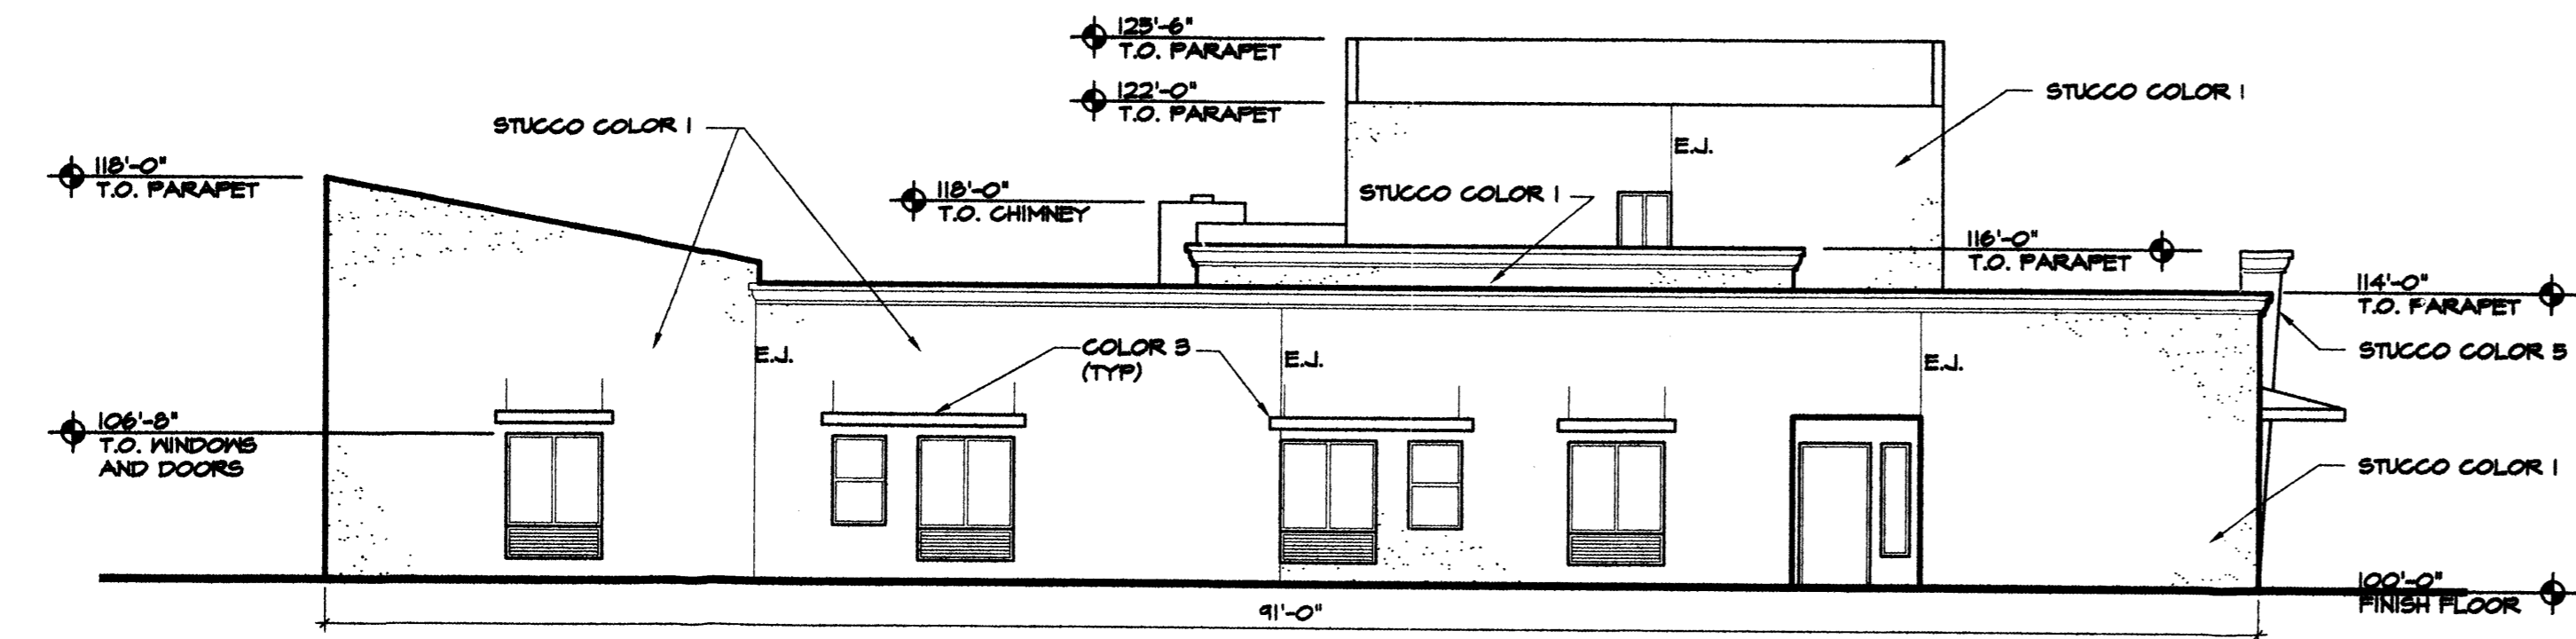 125'-6"
T.O. PARAPET
122'-0"
T.O. PARAPET
STUCCO COLOR 1
STUCCO COLOR 1
E.J.
118'-0"
T.O. PARAPET
118'-0"
T.O. CHIMNEY
STUCCO COLOR 1
116'-0"
T.O. PARAPET
114'-0"
T.O. PARAPET
E.J.
COLOR 3
(TYP)
E.J.
E.J.
STUCCO COLOR 5
106'-8"
T.O. WINDOWS
AND DOORS
STUCCO COLOR 1
100'-0"
FINISH FLOOR
91'-0"